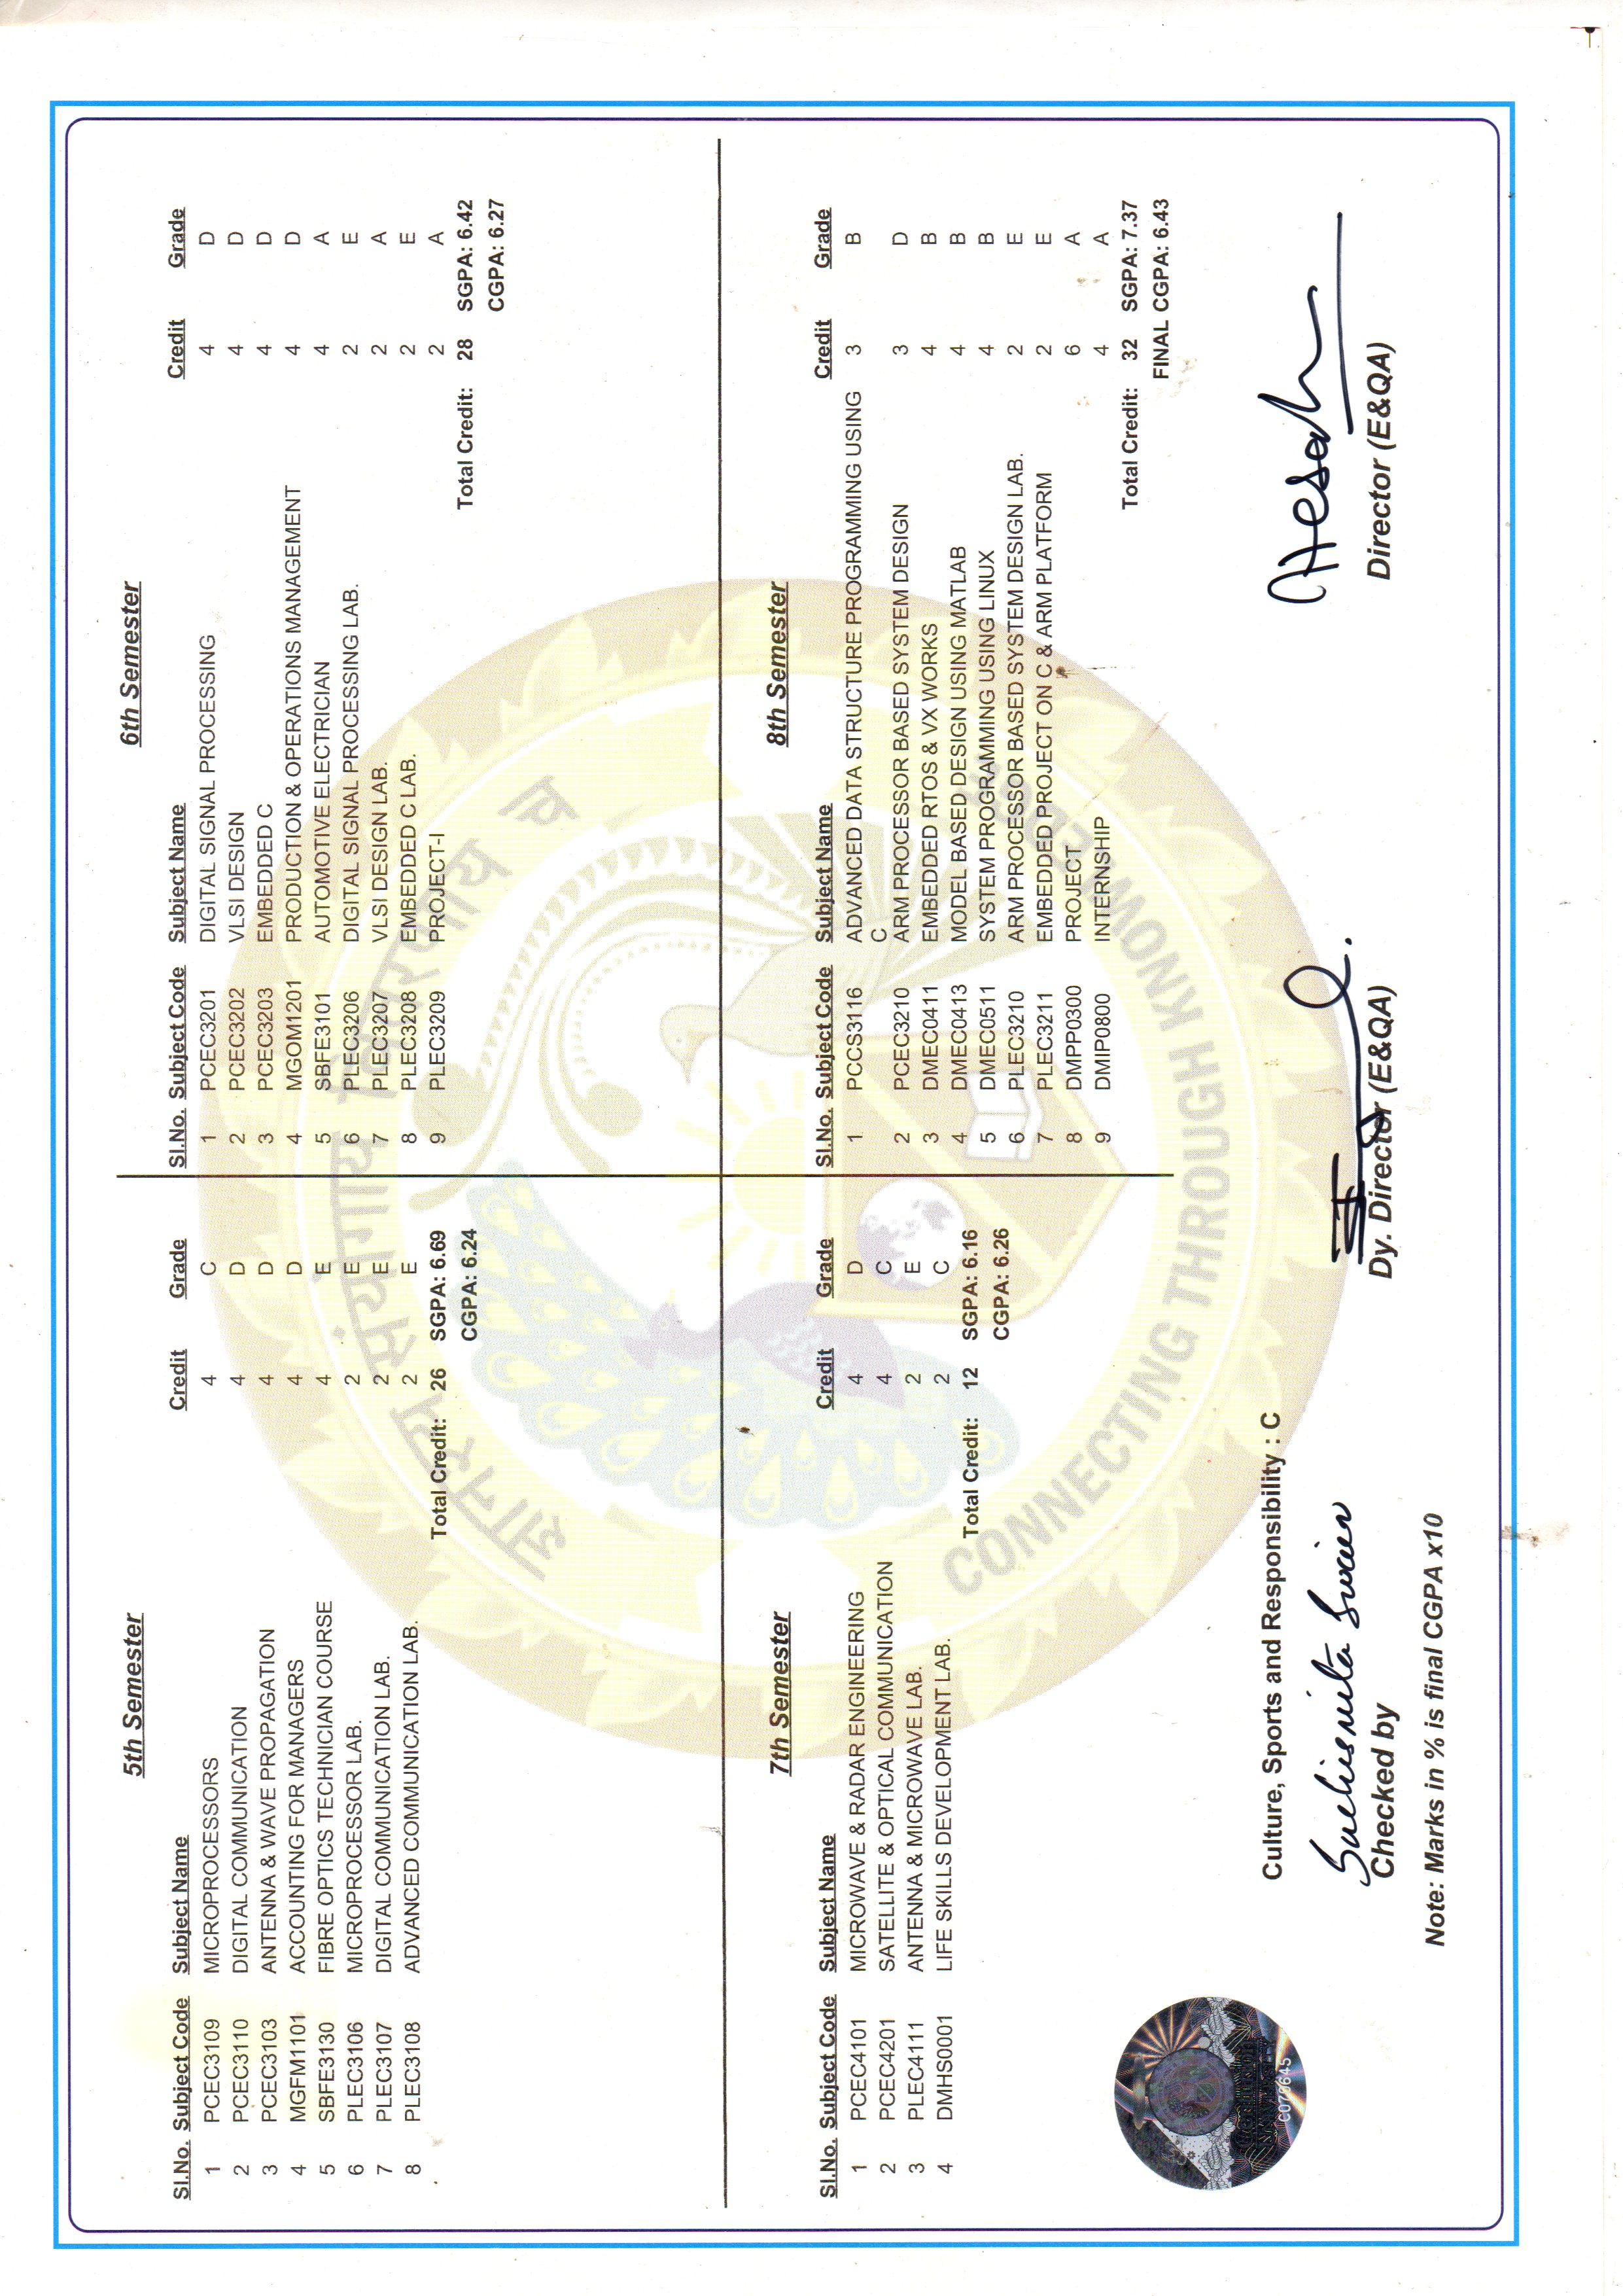 5th Semester
Sl.No. Subject Code Subject Name Credit Grade
1 PCEC3109 MICROPROCESSORS 4 C
2 PCEC3110 DIGITAL COMMUNICATION 4 D
3 PCEC3103 ANTENNA & WAVE PROPAGATION 4 D
4 MGFM1101 ACCOUNTING FOR MANAGERS 4 D
5 SBFE3130 FIBRE OPTICS TECHNICIAN COURSE 4 E
6 PLEC3106 MICROPROCESSOR LAB. 2 E
7 PLEC3107 DIGITAL COMMUNICATION LAB. 2 E
8 PLEC3108 ADVANCED COMMUNICATION LAB. 2 E
Total Credit: 26 SGPA: 6.69
CGPA: 6.24
6th Semester
Sl.No. Subject Code Subject Name Credit Grade
1 PCEC3201 DIGITAL SIGNAL PROCESSING 4 D
2 PCEC3202 VLSI DESIGN 4 D
3 PCEC3203 EMBEDDED C 4 D
4 MGOM1201 PRODUCTION & OPERATIONS MANAGEMENT 4 D
5 SBFE3101 AUTOMOTIVE ELECTRICIAN 4 A
6 PLEC3206 DIGITAL SIGNAL PROCESSING LAB. 2 E
7 PLEC3207 VLSI DESIGN LAB. 2 A
8 PLEC3208 EMBEDDED C LAB. 2 E
9 PLEC3209 PROJECT-I 2 A
Total Credit: 28 SGPA: 6.42
CGPA: 6.27
ज्ञानस्य संयोगाय वितरणाय च
7th Semester
Sl.No. Subject Code Subject Name Credit Grade
1 PCEC4101 MICROWAVE & RADAR ENGINEERING 4 D
2 PCEC4201 SATELLITE & OPTICAL COMMUNICATION 4 C
3 PLEC4111 ANTENNA & MICROWAVE LAB. 2 E
4 DMHS0001 LIFE SKILLS DEVELOPMENT LAB. 2 C
Total Credit: 12 SGPA: 6.16
CGPA: 6.26
8th Semester
Sl.No. Subject Code Subject Name Credit Grade
1 PCCS3116 ADVANCED DATA STRUCTURE PROGRAMMING USING 3 B
C
2 PCEC3210 ARM PROCESSOR BASED SYSTEM DESIGN 3 D
3 DMEC0411 EMBEDDED RTOS & VX WORKS 4 B
4 DMEC0413 MODEL BASED DESIGN USING MATLAB 4 B
5 DMEC0511 SYSTEM PROGRAMMING USING LINUX 4 B
6 PLEC3210 ARM PROCESSOR BASED SYSTEM DESIGN LAB. 2 E
7 PLEC3211 EMBEDDED PROJECT ON C & ARM PLATFORM 2 E
8 DMPP0300 PROJECT 6 A
9 DMIP0800 INTERNSHIP 4 A
Total Credit: 32 SGPA: 7.37
FINAL CGPA: 6.43
CONNECTING THROUGH KNOWLEDGE
Centurion
UNIVERSITY
C079645
Culture, Sports and Responsibility : C
Suchismita Swain
Checked by
Dy. Director (E&QA)
Director (E&QA)
Note: Marks in % is final CGPA x10